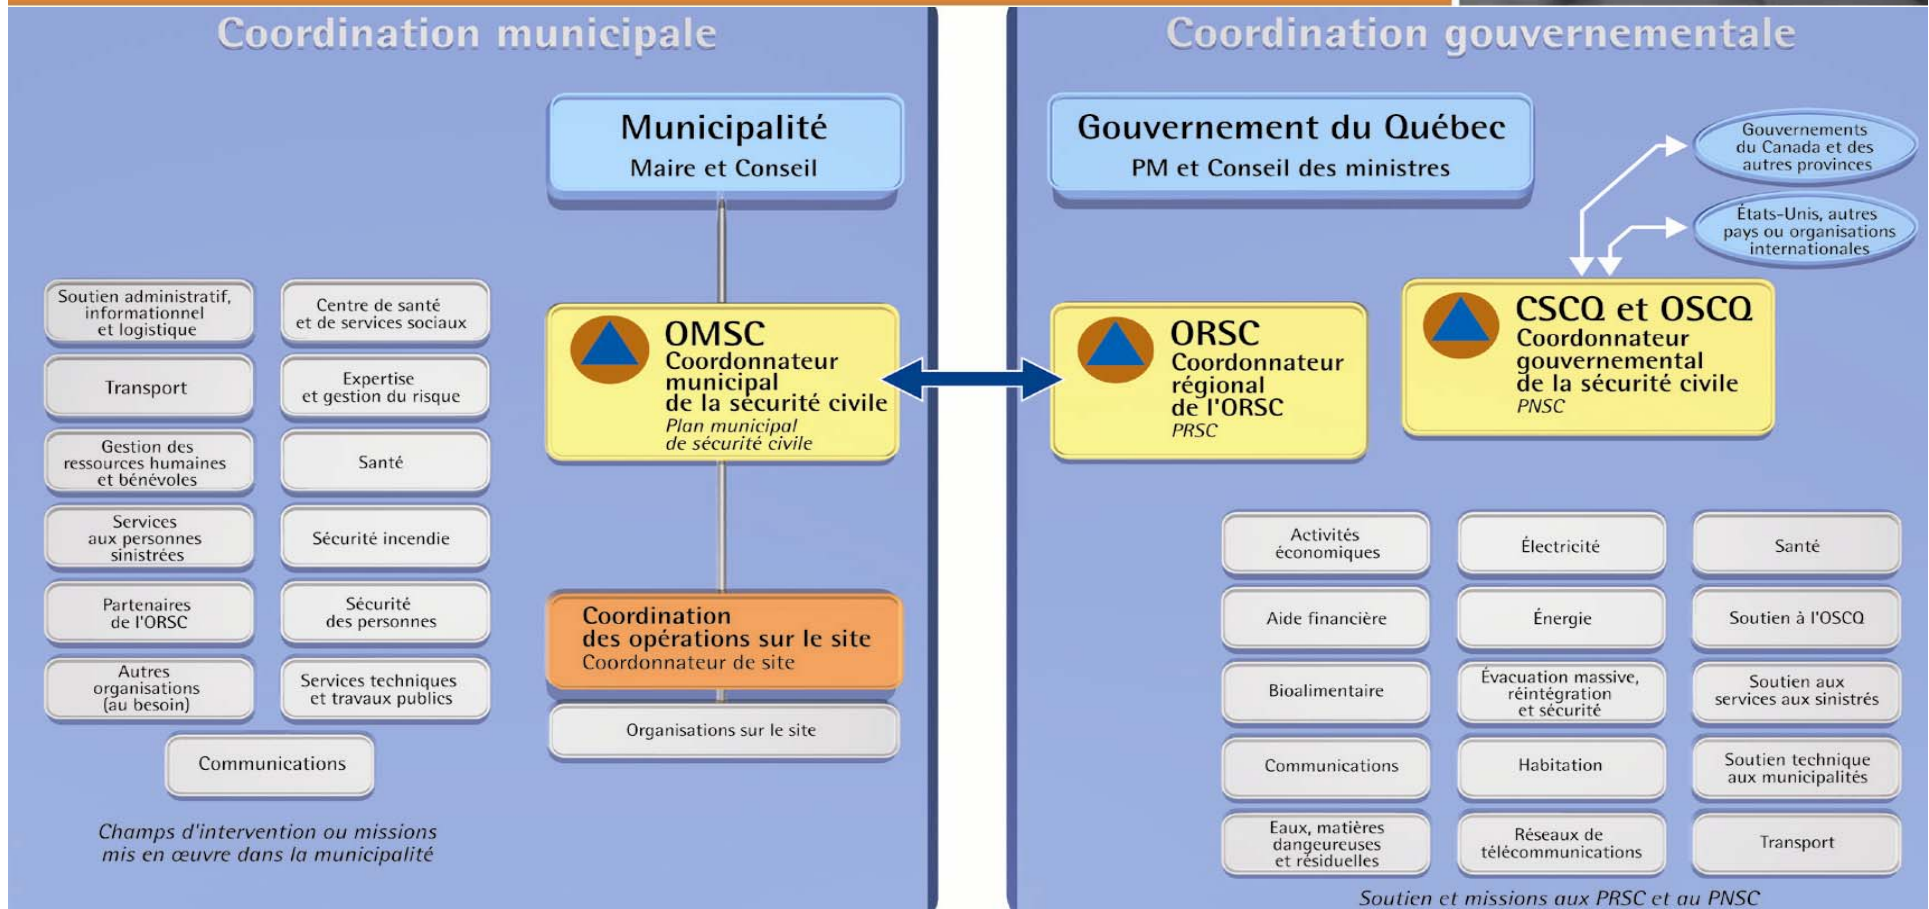 Coordination municipale
Municipalité
Maire et Conseil
Soutien administratif,
informationnel
et logistique
Centre de santé
et de services sociaux
Transport
Expertise
et gestion du risque
Gestion des
ressources humaines
et bénévoles
Santé
Services
aux personnes
sinistrées
Sécurité incendie
Partenaires
de l'ORSC
Sécurité
des personnes
Autres
organisations
(au besoin)
Services techniques
et travaux publics
Communications
Champs d'intervention ou missions
mis en œuvre dans la municipalité
OMSC
Coordonnateur
municipal
de la sécurité civile
Plan municipal
de sécurité civile
Coordination
des opérations sur le site
Coordonnateur de site
Organisations sur le site
Coordination gouvernementale
Gouvernement du Québec
PM et Conseil des ministres
Gouvernements
du Canada et des
autres provinces
États-Unis, autres
pays ou organisations
internationales
ORSC
Coordonnateur
régional
de l'ORSC
PRSC
CSCQ et OSCQ
Coordonnateur
gouvernemental
de la sécurité civile
PNSC
Activités
économiques
Électricité
Santé
Aide financière
Énergie
Soutien à l'OSCQ
Bioalimentaire
Évacuation massive,
réintégration
et sécurité
Soutien aux
services aux sinistrés
Communications
Habitation
Soutien technique
aux municipalités
Eaux, matières
dangeureuses
et résiduelles
Réseaux de
télécommunications
Transport
Soutien et missions aux PRSC et au PNSC